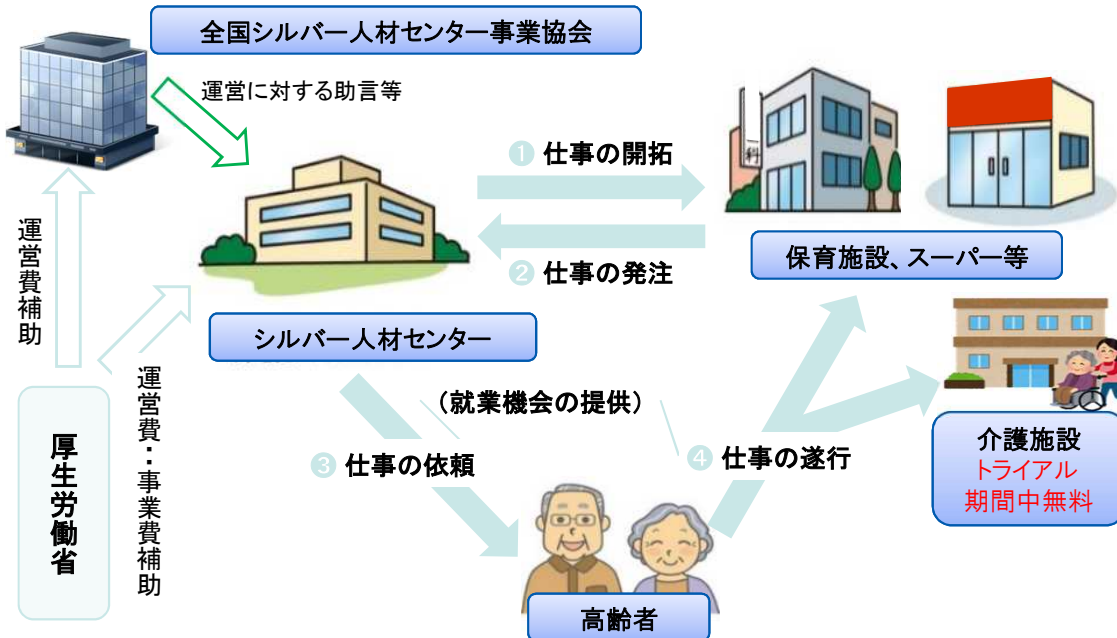 全国シルバー人材センター事業協会
運営に対する助言等
❶ 仕事の開拓
科
❷ 仕事の発注
保育施設、スーパー等
運営費補助
シルバー人材センター
運営費・事業費補助
厚生労働省
(就業機会の提供)
❸ 仕事の依頼
❹ 仕事の遂行
介護施設
トライアル
期間中無料
高齢者